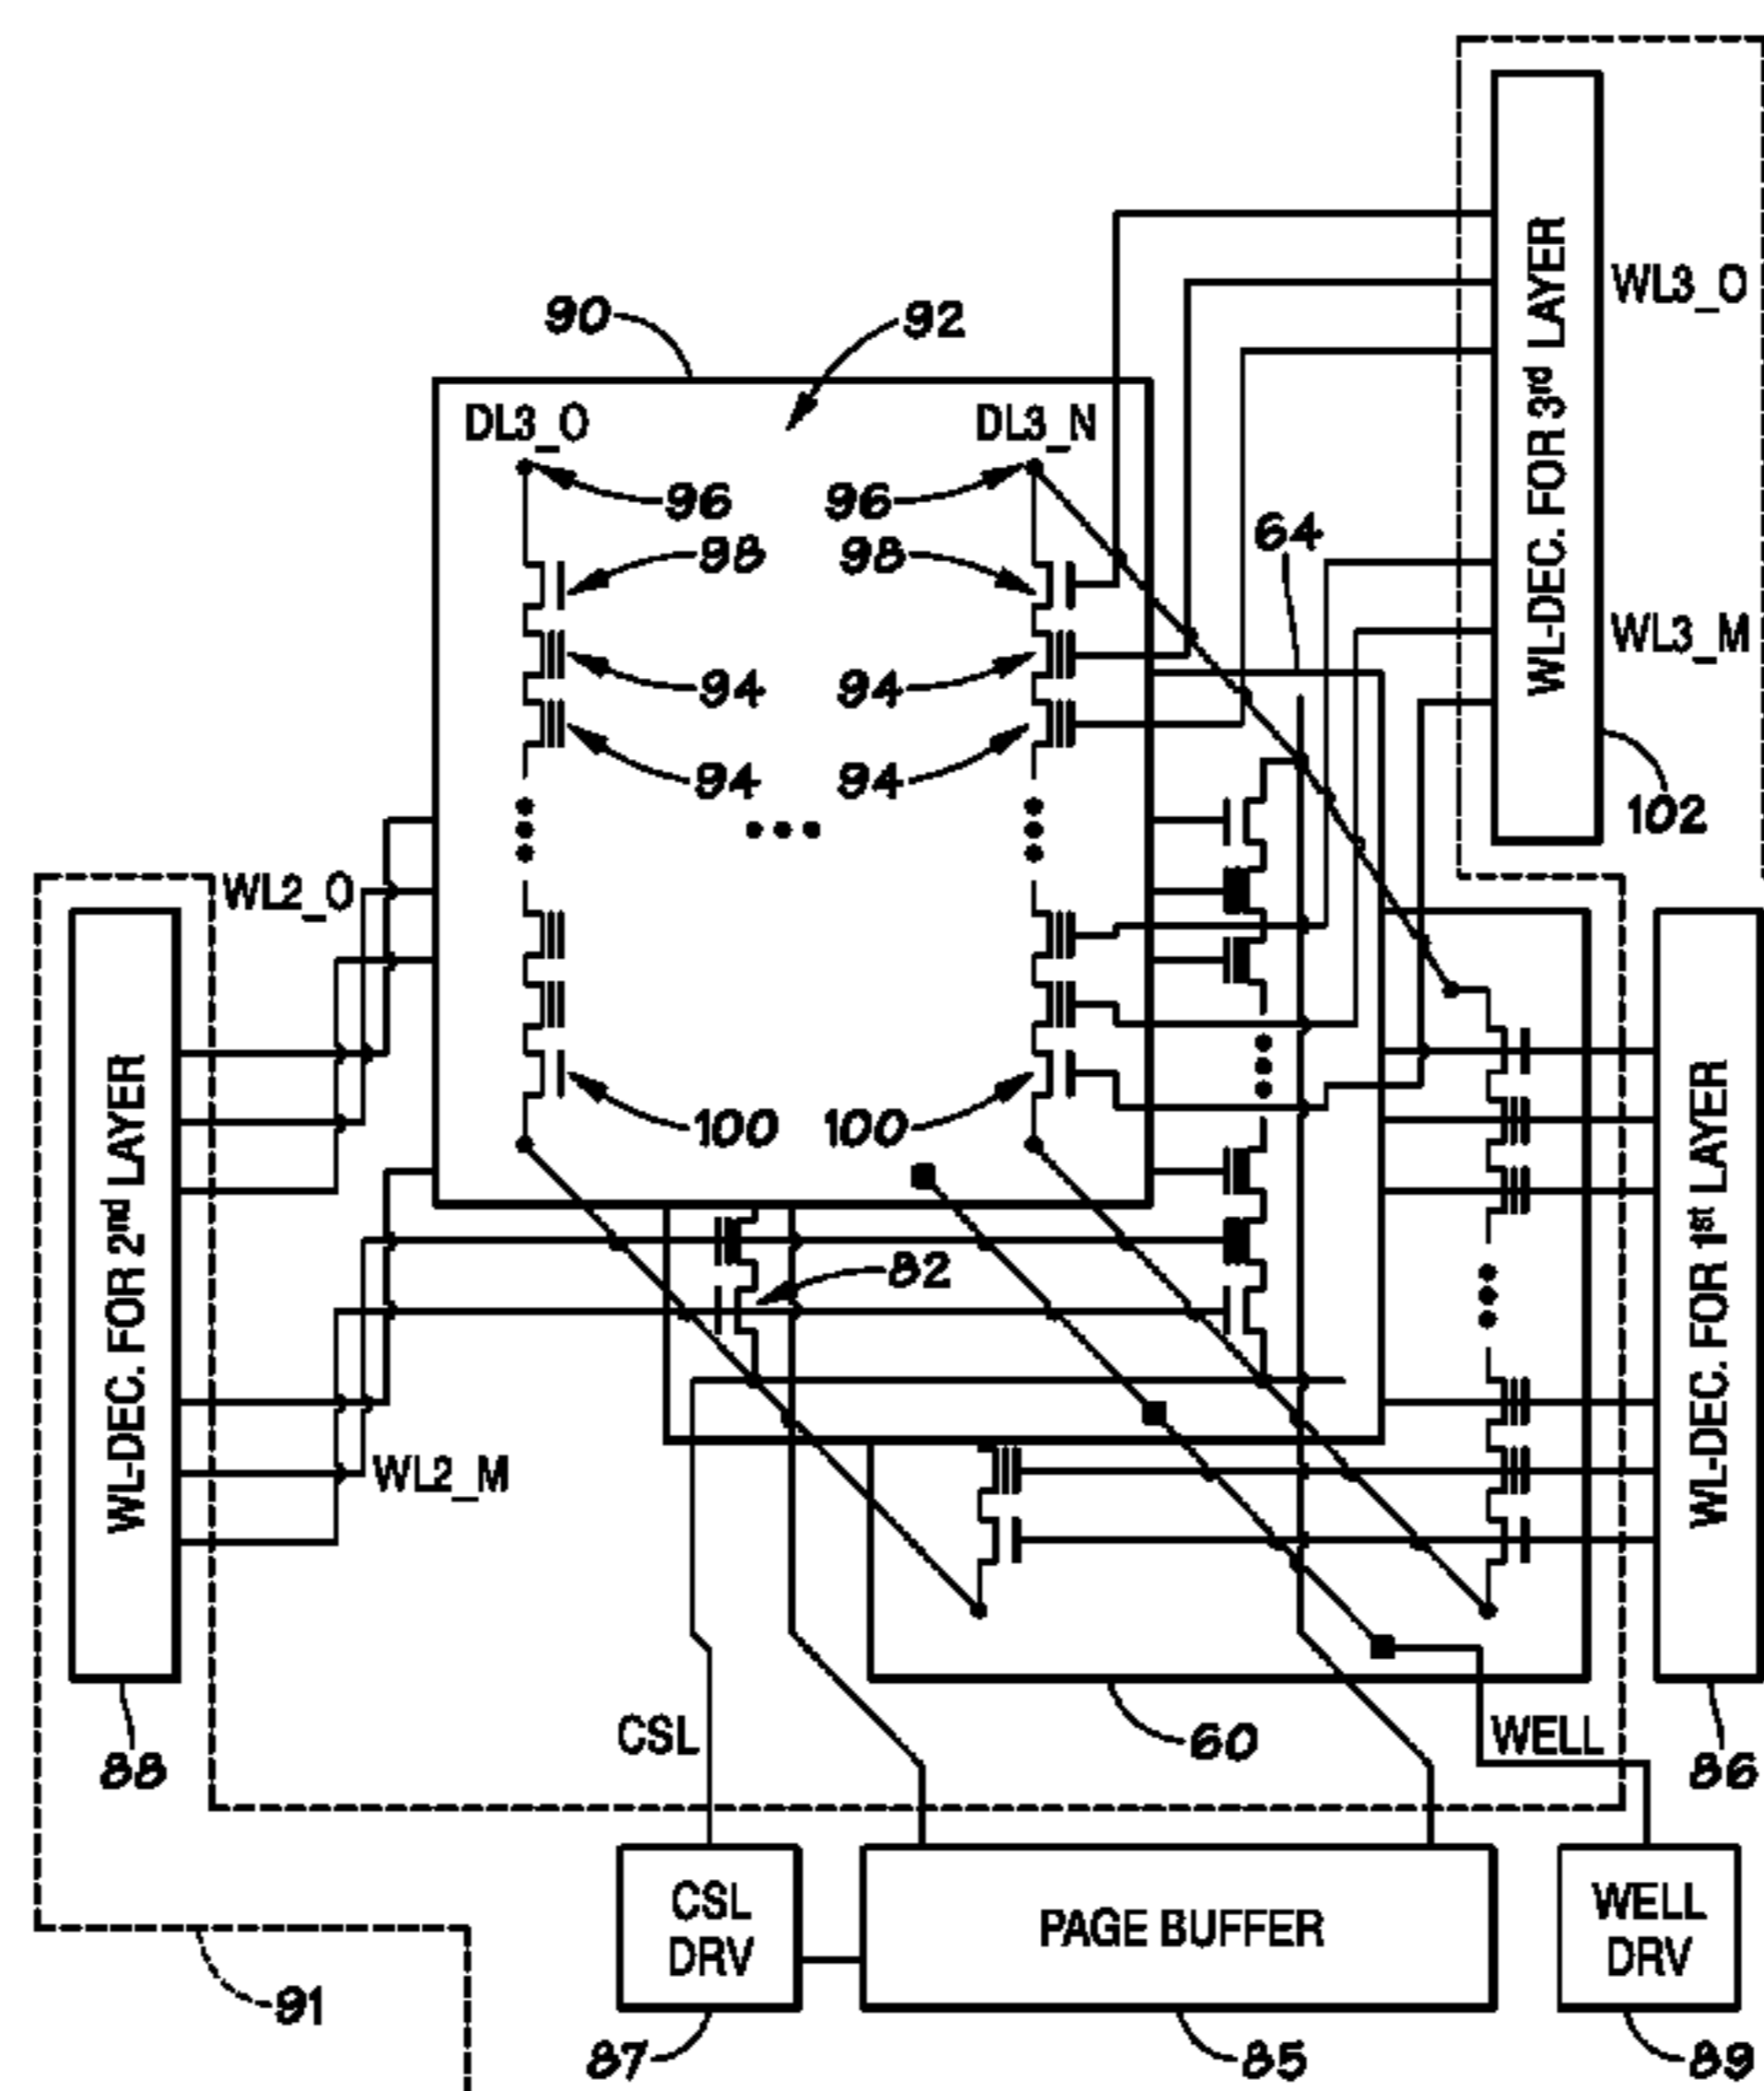 WL-DEC. FOR 3rd LAYER
WL3_O
90
92
DL3_O
DL3_N
96
96
64
98
98
WL3_M
94
94
94
94
102
WL2_O
WL-DEC. FOR 2nd LAYER
WL-DEC. FOR 1st LAYER
100
100
82
WL2_M
88
CSL
60
WELL
86
CSL
DRV
PAGE BUFFER
WELL
DRV
91
87
85
89